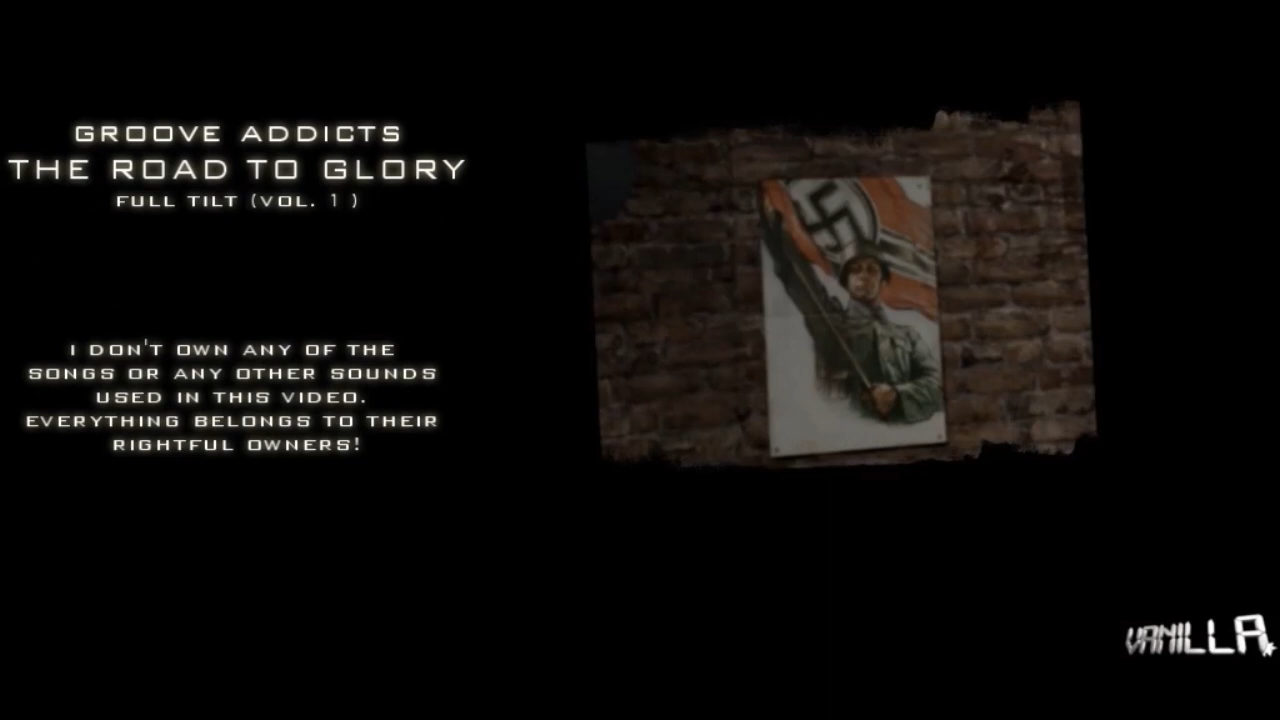 GROOVE ADDICTS
THE ROAD TO GLORY
FULL TILT (VOL. 1 )
I DON'T OWN ANY OF THE
SONGS OR ANY OTHER SOUNDS
USED IN THIS VIDEO.
EVERYTHING BELONGS TO THEIR
RIGHTFUL OWNERS!
VANILLA